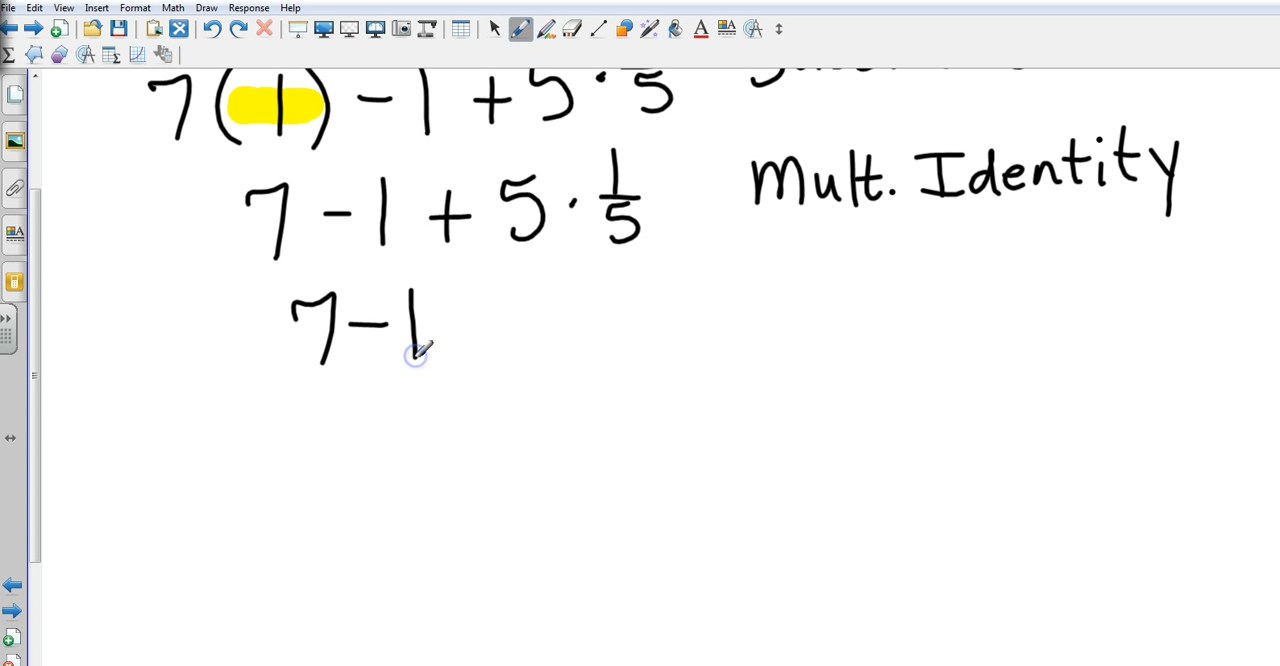 File Edit View Insert Format Math Draw Response Help
7(1) - 1 + 5 · 5
7 - 1 + 5 · 1/5 Mult. Identity
7 - 1